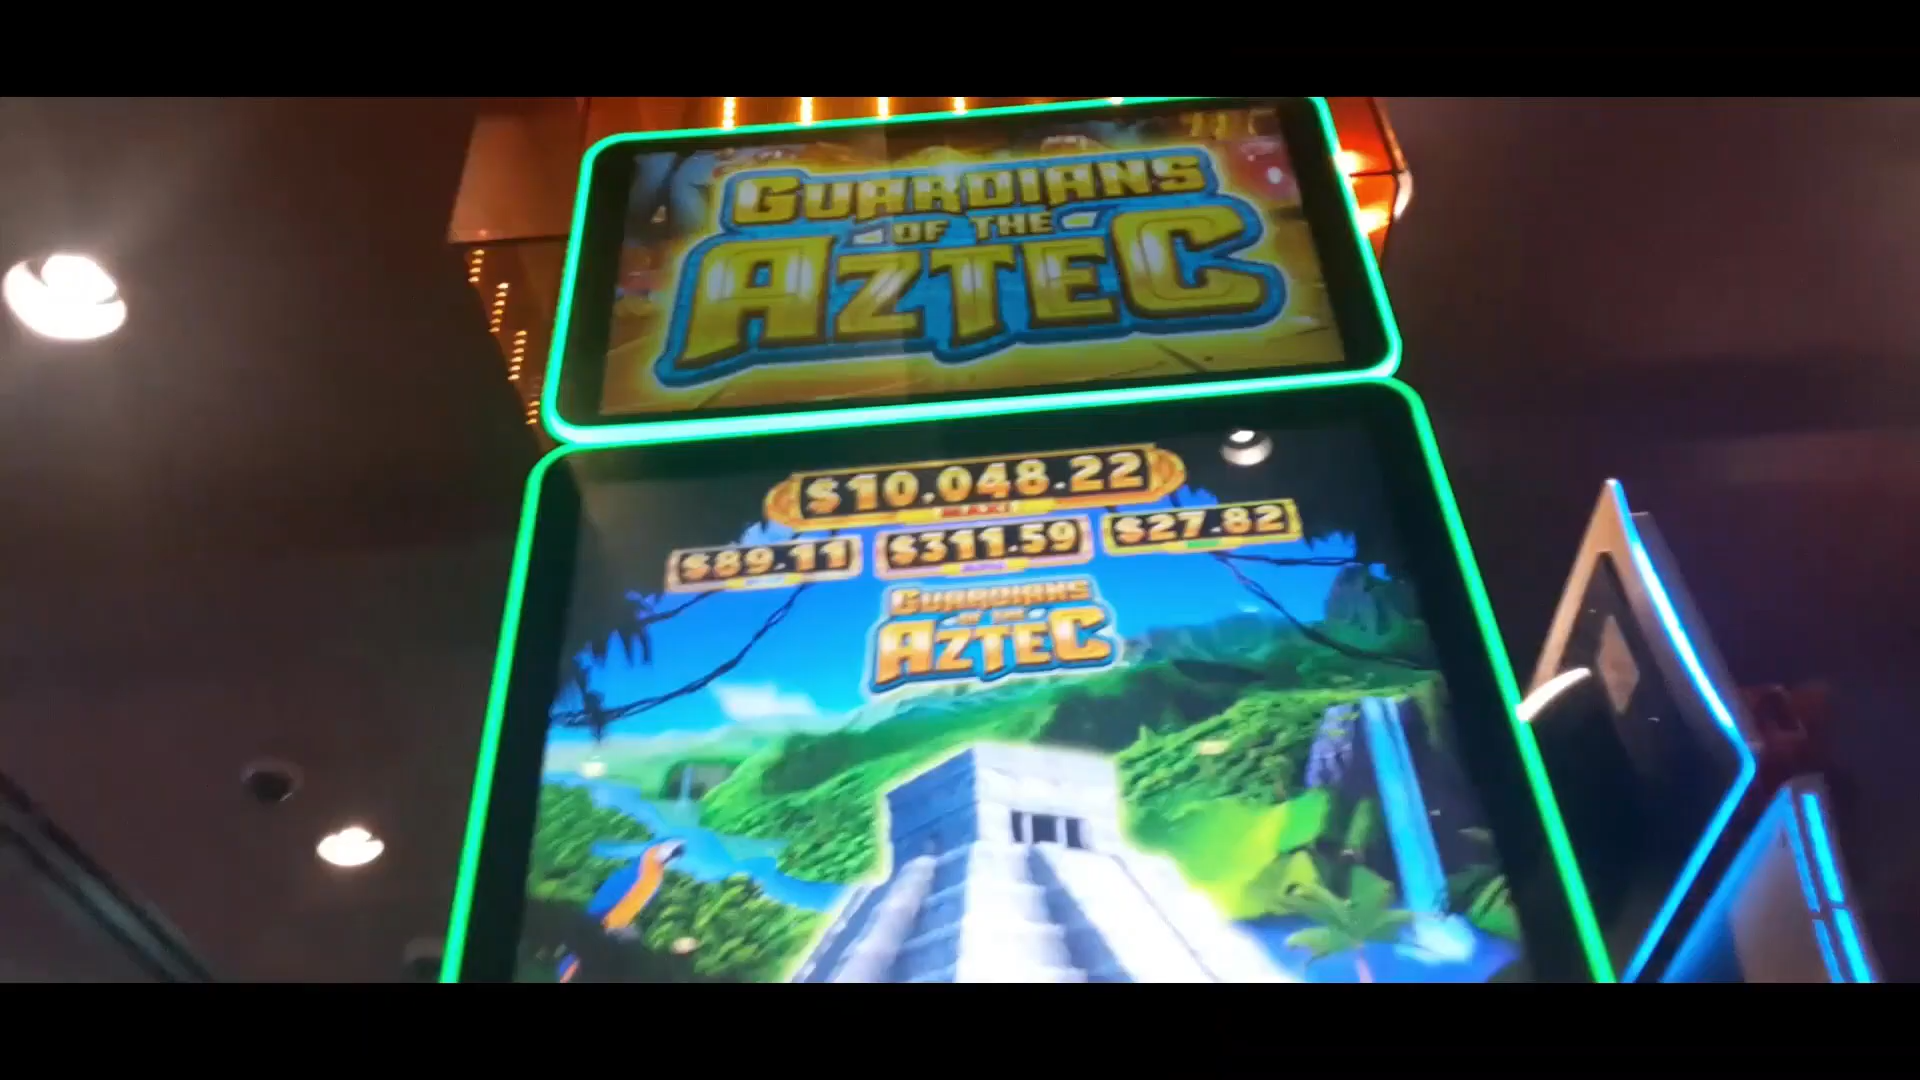 GUARDIANS
OF THE
AZTEC
$10,048.22
MAXI
$89.11
$311.59
$27.82
GUARDIANS
OF THE
AZTEC